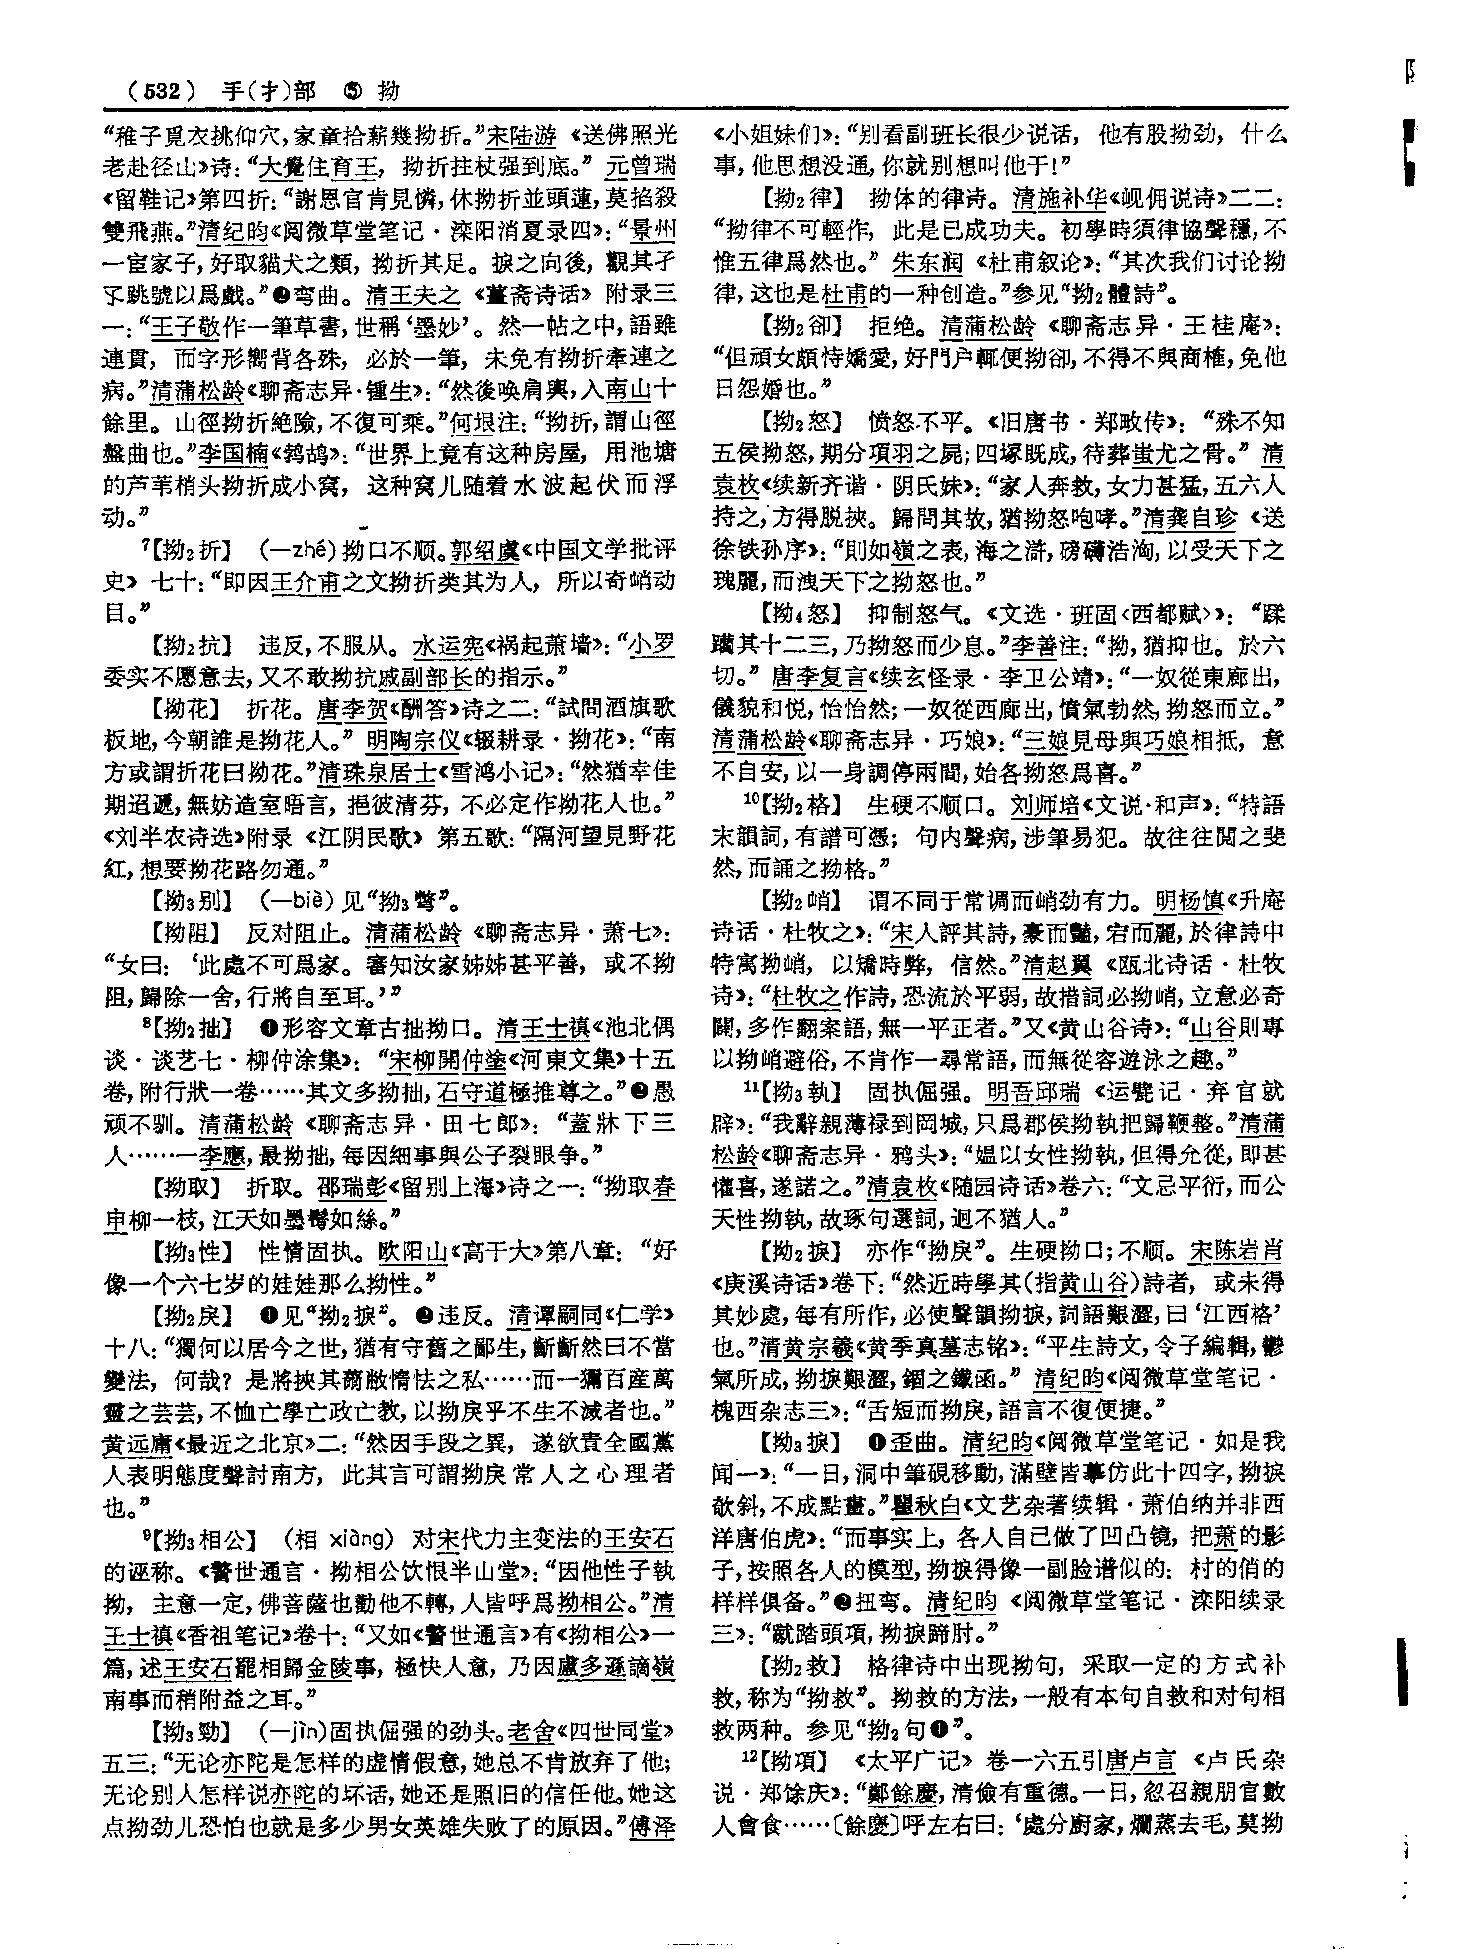 （532） 手（扌）部 ⑤ 拗
“稚子覓衣挑仰穴，家童拾薪幾拗折。”宋陆游《送佛照光
老赴径山》诗：“大覺住育王，拗折拄杖强到底。”元曾瑞
《留鞋记》第四折：“謝恩官肯見憐，休拗折並頭蓮，莫掐殺
雙飛燕。”清纪昀《阅微草堂笔记·滦阳消夏录四》：“景州
一宦家子，好取貓犬之類，拗折其足。捩之向後，觀其孑
孓跳號以爲戲。”❷弯曲。清王夫之《薑斋诗话》附录三
一：“王子敬作一筆草書，世稱‘墨妙’。然一帖之中，語雖
連貫，而字形嚮背各殊，必於一筆，未免有拗折牽連之
病。”清蒲松龄《聊斋志异·锺生》：“然後唤肩輿，入南山十
餘里。山徑拗折絶險，不復可乘。”何垠注：“拗折，謂山徑
盤曲也。”李国楠《鹁鸪》：“世界上竟有这种房屋，用池塘
的芦苇梢头拗折成小窝，这种窝儿随着水波起伏而浮
动。”
7【拗2折】（—zhé）拗口不顺。郭绍虞《中国文学批评
史》七十：“即因王介甫之文拗折类其为人，所以奇峭动
目。”
【拗2抗】 违反，不服从。水运宪《祸起萧墙》：“小罗
委实不愿意去，又不敢拗抗戚副部长的指示。”
【拗花】 折花。唐李贺《酬答》诗之二：“試問酒旗歌
板地，今朝誰是拗花人。”明陶宗仪《辍耕录·拗花》：“南
方或謂折花曰拗花。”清珠泉居士《雪鸿小记》：“然猶幸佳
期迢遞，無妨造室晤言，挹彼清芬，不必定作拗花人也。”
《刘半农诗选》附录《江阴民歌》第五歌：“隔河望見野花
紅，想要拗花路勿通。”
【拗3别】（—biè）见“拗3彆”。
【拗阻】 反对阻止。清蒲松龄《聊斋志异·萧七》：
“女曰：‘此處不可爲家。審知汝家姊姊甚平善，或不拗
阻，歸除一舍，行將自至耳。’”
8【拗2拙】 ❶形容文章古拙拗口。清王士禛《池北偶
谈·谈艺七·柳仲涂集》：“宋柳開仲塗《河東文集》十五
卷，附行狀一卷……其文多拗拙，石守道極推尊之。”❷愚
顽不驯。清蒲松龄《聊斋志异·田七郎》：“蓋牀下三
人……一李應，最拗拙，每因細事與公子裂眼争。”
【拗取】 折取。邵瑞彭《留别上海》诗之一：“拗取春
申柳一枝，江天如墨鬢如絲。”
【拗3性】 性情固执。欧阳山《高干大》第八章：“好
像一个六七岁的娃娃那么拗性。”
【拗2戾】 ❶见“拗2捩”。❷违反。清谭嗣同《仁学》
十八：“獨何以居今之世，猶有守舊之鄙生，齗齗然曰不當
變法，何哉？是將挾其薾敝惰怯之私……而一獮百産萬
靈之芸芸，不恤亡學亡政亡教，以拗戾乎不生不滅者也。”
黄远庸《最近之北京》二：“然因手段之異，遂欲責全國黨
人表明態度聲討南方，此其言可謂拗戾常人之心理者
也。”
9【拗3相公】（相 xiàng） 对宋代力主变法的王安石
的诬称。《警世通言·拗相公饮恨半山堂》：“因他性子執
拗，主意一定，佛菩薩也勸他不轉，人皆呼爲拗相公。”清
王士禛《香祖笔记》卷十：“又如《警世通言》有《拗相公》一
篇，述王安石罷相歸金陵事，極快人意，乃因盧多遜謫嶺
南事而稍附益之耳。”
【拗3勁】（—jìn）固执倔强的劲头。老舍《四世同堂》
五三：“无论亦陀是怎样的虚情假意，她总不肯放弃了他；
无论别人怎样说亦陀的坏话，她还是照旧的信任他。她这
点拗劲儿恐怕也就是多少男女英雄失败了的原因。”傅泽
《小姐妹们》：“别看副班长很少说话，他有股拗劲，什么
事，他思想没通，你就别想叫他干！”
【拗2律】 拗体的律诗。清施补华《岘佣说诗》二二：
“拗律不可輕作，此是已成功夫。初學時須律協聲穩，不
惟五律爲然也。”朱东润《杜甫叙论》：“其次我们讨论拗
律，这也是杜甫的一种创造。”参见“拗2體詩”。
【拗2卻】 拒绝。清蒲松龄《聊斋志异·王桂庵》：
“但頑女頗恃嬌愛，好門户輒便拗卻，不得不與商榷，免他
日怨婚也。”
【拗2怒】 愤怒不平。《旧唐书·郑畋传》：“殊不知
五侯拗怒，期分項羽之屍；四塚既成，待葬蚩尤之骨。”清
袁枚《续新齐谐·阴氏妹》：“家人奔救，女力甚猛，五六人
持之，方得脱挾。歸問其故，猶拗怒咆哮。”清龚自珍《送
徐铁孙序》：“則如嶺之表，海之滸，磅礴浩洶，以受天下之
瑰麗，而洩天下之拗怒也。”
【拗4怒】 抑制怒气。《文选·班固〈西都赋〉》：“蹂
躪其十二三，乃拗怒而少息。”李善注：“拗，猶抑也。於六
切。”唐李复言《续玄怪录·李卫公靖》：“一奴從東廊出，
儀貌和悦，怡怡然；一奴從西廊出，憤氣勃然，拗怒而立。”
清蒲松龄《聊斋志异·巧娘》：“三娘見母與巧娘相抵，意
不自安，以一身調停兩間，始各拗怒爲喜。”
10【拗2格】 生硬不顺口。刘师培《文说·和声》：“特語
末韻詞，有譜可憑；句内聲病，涉筆易犯。故往往閲之斐
然，而誦之拗格。”
【拗2峭】 谓不同于常调而峭劲有力。明杨慎《升庵
诗话·杜牧之》：“宋人評其詩，豪而豔，宕而麗，於律詩中
特寓拗峭，以矯時弊，信然。”清赵翼《瓯北诗话·杜牧
诗》：“杜牧之作詩，恐流於平弱，故措詞必拗峭，立意必奇
闢，多作翻案語，無一平正者。”又《黄山谷诗》：“山谷則專
以拗峭避俗，不肯作一尋常語，而無從容遊泳之趣。”
11【拗3執】 固执倔强。明吾邱瑞《运甓记·弃官就
辟》：“我辭親薄禄到岡城，只爲郡侯拗執把歸鞭整。”清蒲
松龄《聊斋志异·鸦头》：“媪以女性拗執，但得允從，即甚
懽喜，遂諾之。”清袁枚《随园诗话》卷六：“文忌平衍，而公
天性拗執，故琢句選詞，迥不猶人。”
【拗2捩】 亦作“拗戾”。生硬拗口；不顺。宋陈岩肖
《庚溪诗话》卷下：“然近時學其（指黄山谷）詩者，或未得
其妙處，每有所作，必使聲韻拗捩，詞語艱澀，曰‘江西格’
也。”清黄宗羲《黄季真墓志铭》：“平生詩文，令子編輯，鬱
氣所成，拗捩艱澀，錮之鐵函。”清纪昀《阅微草堂笔记·
槐西杂志三》：“舌短而拗戾，語言不復便捷。”
【拗3捩】 ❶歪曲。清纪昀《阅微草堂笔记·如是我
闻一》：“一日，洞中筆硯移動，滿壁皆摹仿此十四字，拗捩
欹斜，不成點畫。”瞿秋白《文艺杂著续辑·萧伯纳并非西
洋唐伯虎》：“而事实上，各人自己做了凹凸镜，把萧的影
子，按照各人的模型，拗捩得像一副脸谱似的：村的俏的
样样俱备。”❷扭弯。清纪昀《阅微草堂笔记·滦阳续录
三》：“蹴踏頭項，拗捩蹄肘。”
【拗2救】 格律诗中出现拗句，采取一定的方式补
救，称为“拗救”。拗救的方法，一般有本句自救和对句相
救两种。参见“拗2句❶”。
12【拗項】 《太平广记》卷一六五引唐卢言《卢氏杂
说·郑馀庆》：“鄭餘慶，清儉有重德。一日，忽召親朋官數
人會食……〔餘慶〕呼左右曰：‘處分廚家，爛蒸去毛，莫拗